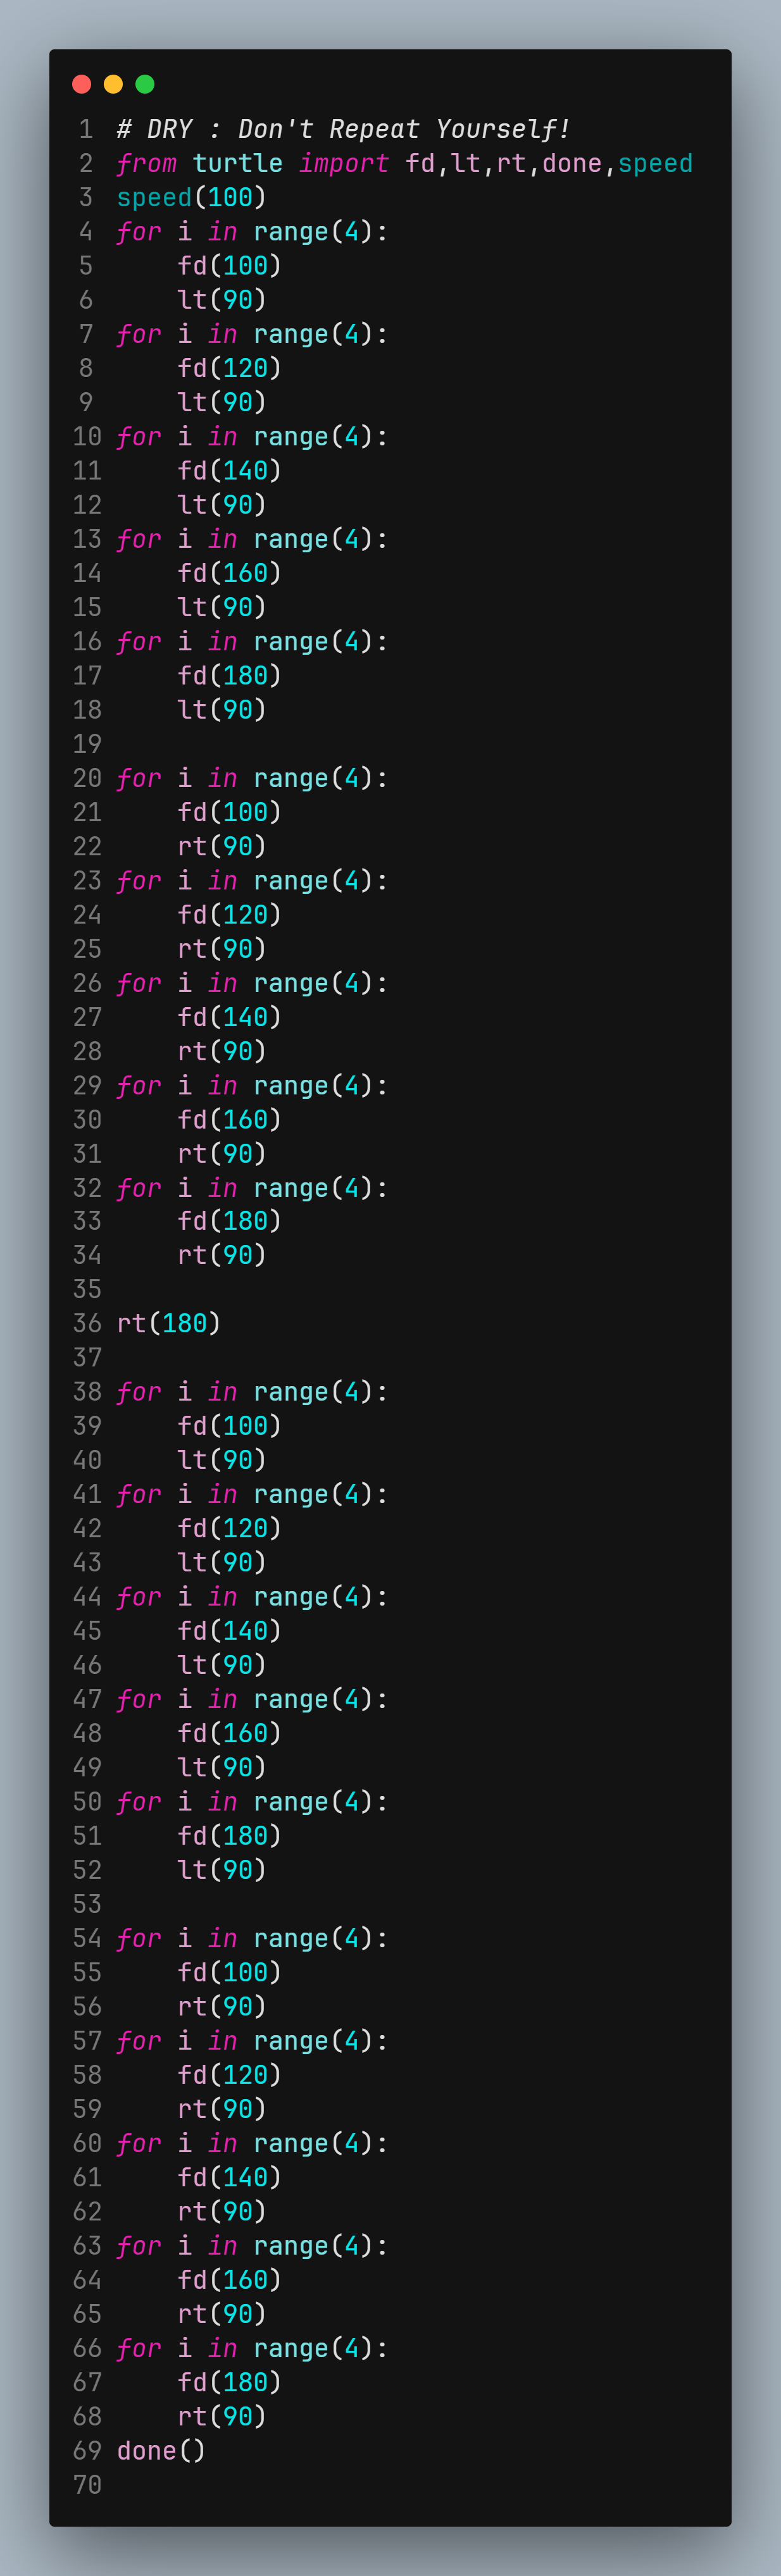 1 # DRY : Don't Repeat Yourself!
2 from turtle import fd,lt,rt,done,speed
3 speed(100)
4 for i in range(4):
5     fd(100)
6     lt(90)
7 for i in range(4):
8     fd(120)
9     lt(90)
10 for i in range(4):
11     fd(140)
12     lt(90)
13 for i in range(4):
14     fd(160)
15     lt(90)
16 for i in range(4):
17     fd(180)
18     lt(90)
19
20 for i in range(4):
21     fd(100)
22     rt(90)
23 for i in range(4):
24     fd(120)
25     rt(90)
26 for i in range(4):
27     fd(140)
28     rt(90)
29 for i in range(4):
30     fd(160)
31     rt(90)
32 for i in range(4):
33     fd(180)
34     rt(90)
35
36 rt(180)
37
38 for i in range(4):
39     fd(100)
40     lt(90)
41 for i in range(4):
42     fd(120)
43     lt(90)
44 for i in range(4):
45     fd(140)
46     lt(90)
47 for i in range(4):
48     fd(160)
49     lt(90)
50 for i in range(4):
51     fd(180)
52     lt(90)
53
54 for i in range(4):
55     fd(100)
56     rt(90)
57 for i in range(4):
58     fd(120)
59     rt(90)
60 for i in range(4):
61     fd(140)
62     rt(90)
63 for i in range(4):
64     fd(160)
65     rt(90)
66 for i in range(4):
67     fd(180)
68     rt(90)
69 done()
70